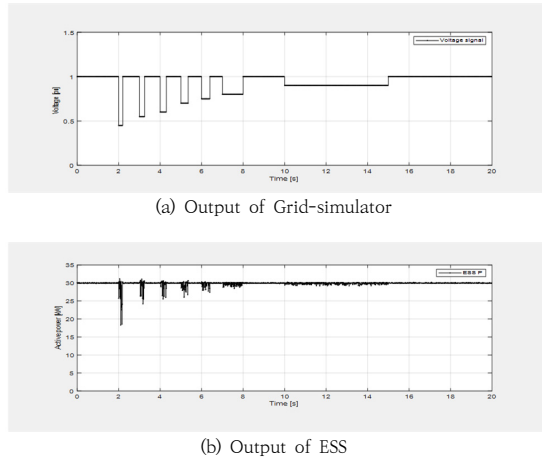 1.5
1
0.5
0
Voltage [pu]
Voltage signal
0 2 4 6 8 10 12 14 16 18 20
Time [s]
(a) Output of Grid-simulator
35
30
25
20
15
10
5
0
Active power [kW]
ESS P
0 2 4 6 8 10 12 14 16 18 20
Time [s]
(b) Output of ESS